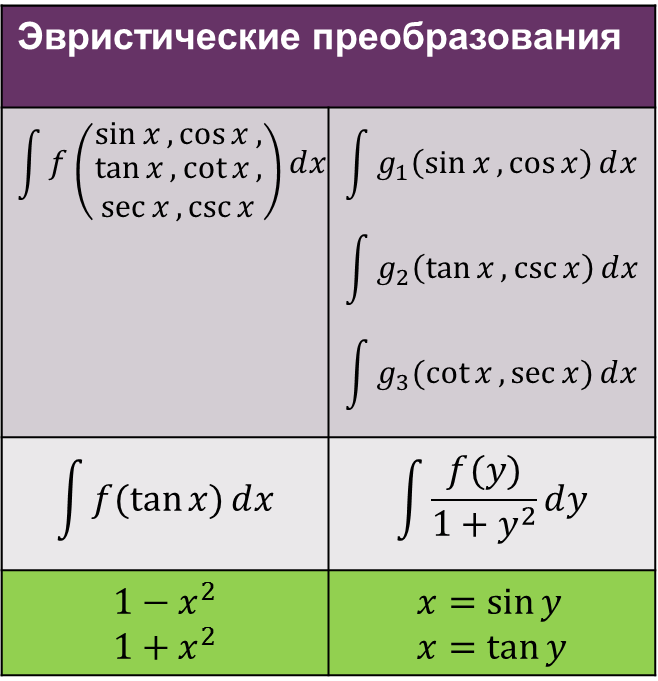 Эвристические преобразования
∫ f(sin x , cos x ,
tan x , cot x ,
sec x , csc x) dx
∫ g₁(sin x , cos x) dx
∫ g₂(tan x , csc x) dx
∫ g₃(cot x , sec x) dx
∫ f(tan x) dx
∫ f(y)/(1 + y²) dy
1 − x²
1 + x²
x = sin y
x = tan y